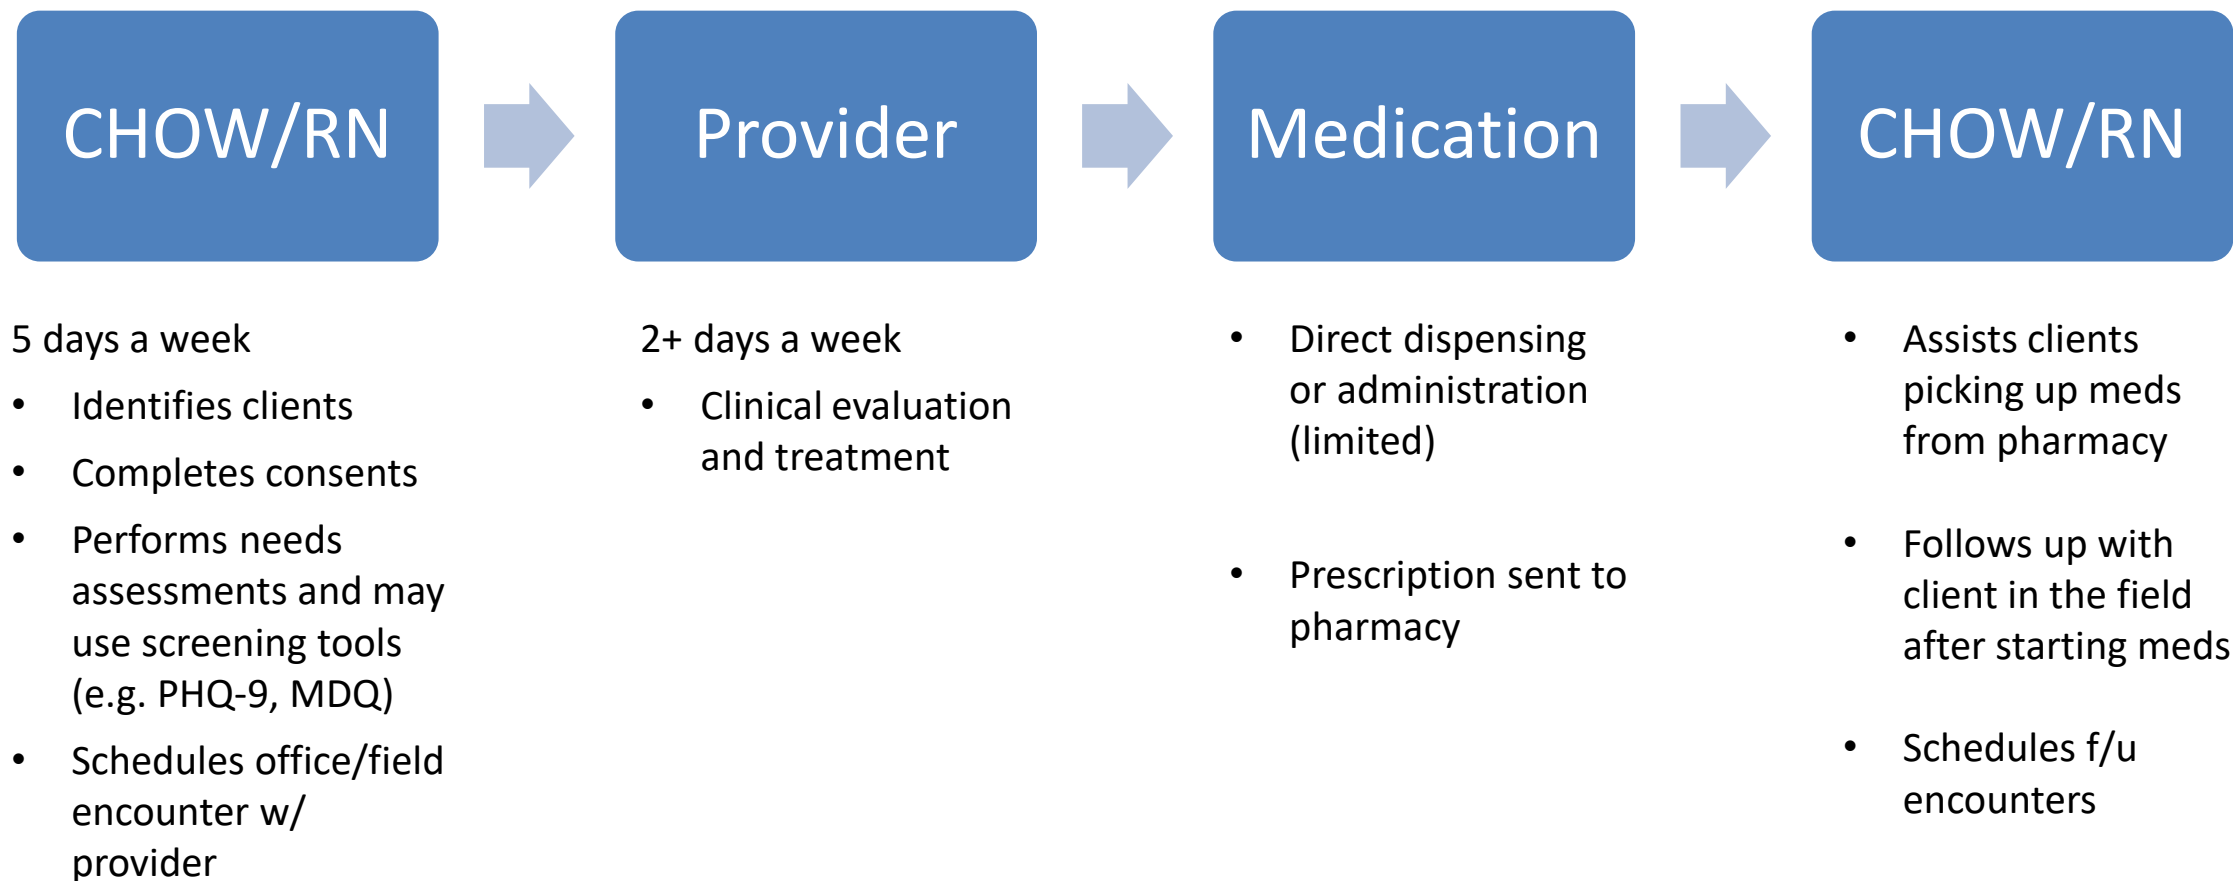 CHOW/RN
Provider
Medication
CHOW/RN
5 days a week
• Identifies clients
• Completes consents
• Performs needs
assessments and may
use screening tools
(e.g. PHQ-9, MDQ)
• Schedules office/field
encounter w/
provider
2+ days a week
• Clinical evaluation
and treatment
• Direct dispensing
or administration
(limited)
• Prescription sent to
pharmacy
• Assists clients
picking up meds
from pharmacy
• Follows up with
client in the field
after starting meds
• Schedules f/u
encounters